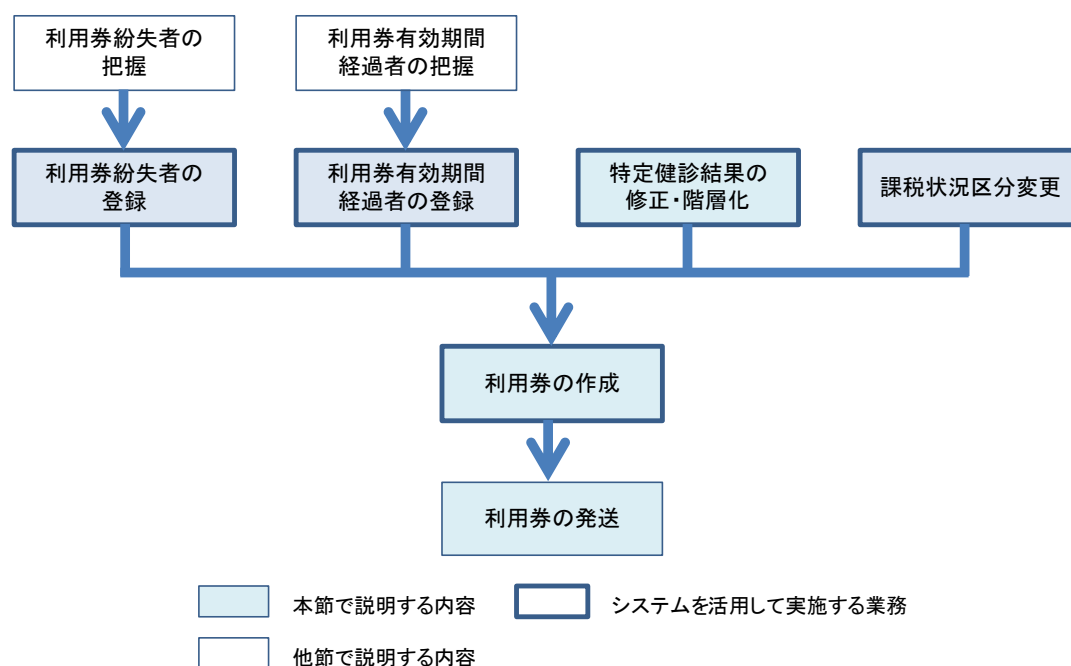 利用券紛失者の
把握
利用券有効期間
経過者の把握
利用券紛失者の
登録
利用券有効期間
経過者の登録
特定健診結果の
修正・階層化
課税状況区分変更
利用券の作成
利用券の発送
本節で説明する内容
システムを活用して実施する業務
他節で説明する内容